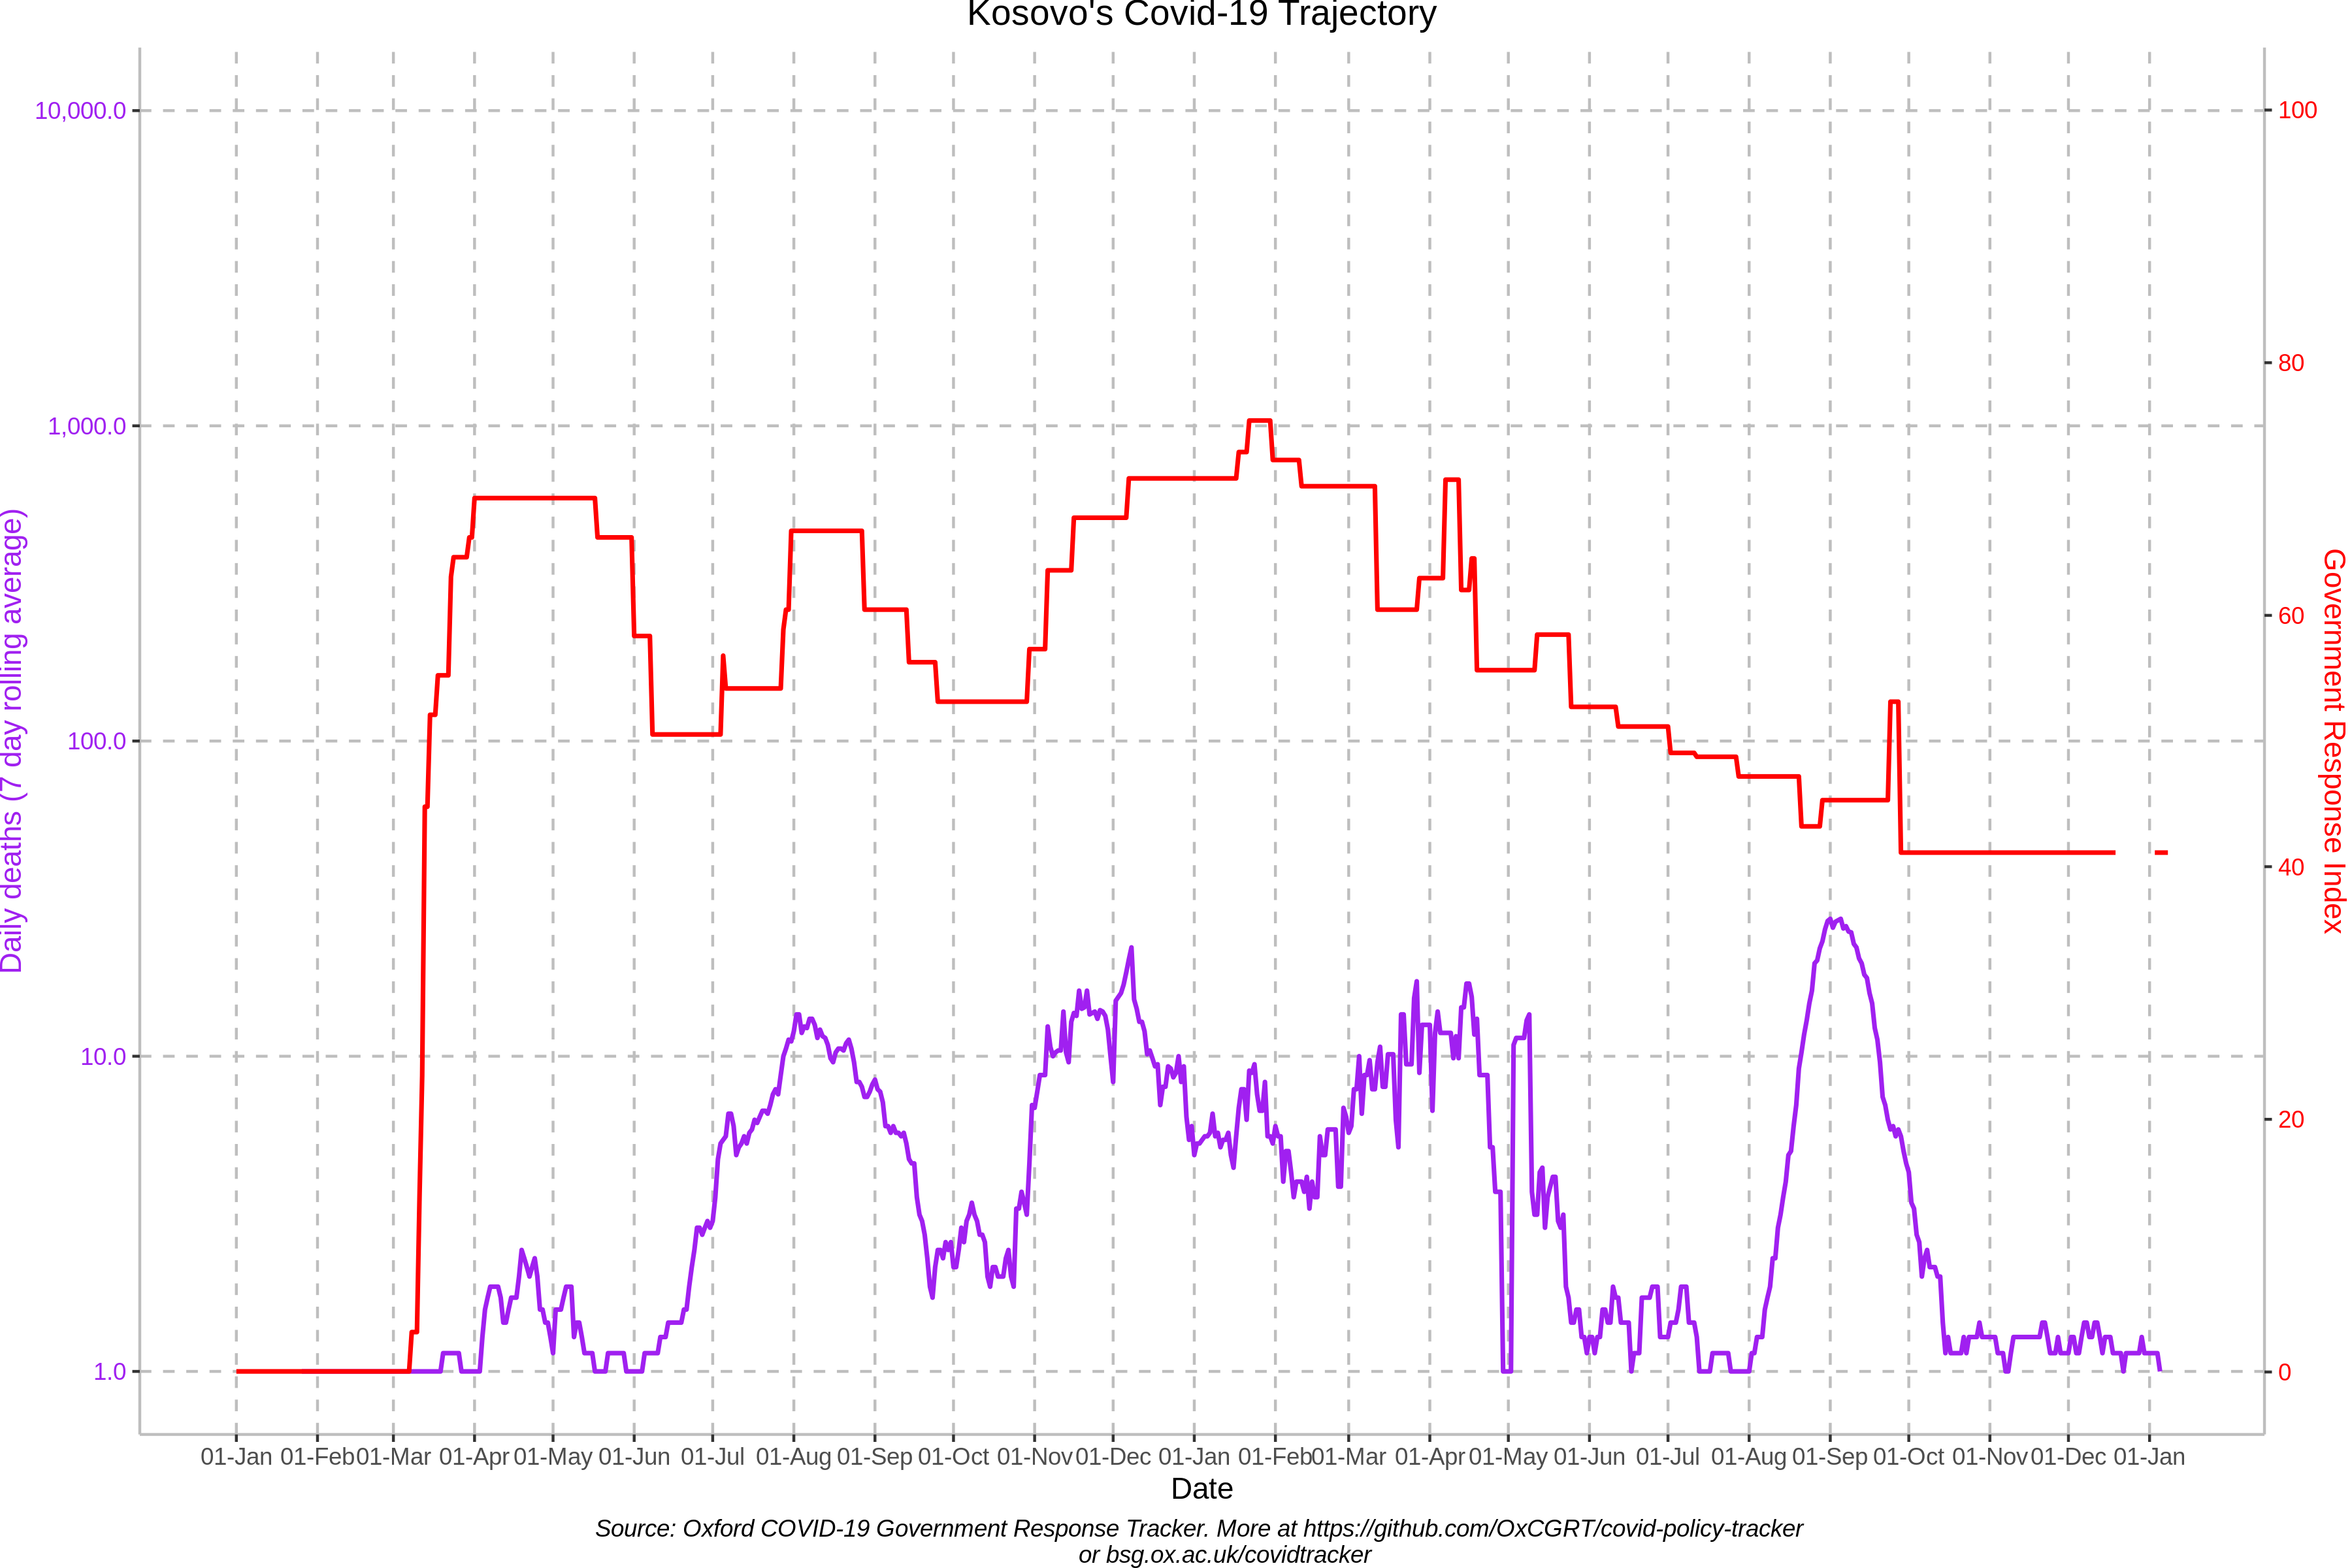 Kosovo's Covid-19 Trajectory
10,000.0
1,000.0
100.0
10.0
1.0
Daily deaths (7 day rolling average)
100
80
60
40
20
0
Government Response Index
01-Jan 01-Feb 01-Mar 01-Apr 01-May 01-Jun 01-Jul 01-Aug 01-Sep 01-Oct 01-Nov 01-Dec 01-Jan 01-Feb 01-Mar 01-Apr 01-May 01-Jun 01-Jul 01-Aug 01-Sep 01-Oct 01-Nov 01-Dec 01-Jan
Date
Source: Oxford COVID-19 Government Response Tracker. More at https://github.com/OxCGRT/covid-policy-tracker
or bsg.ox.ac.uk/covidtracker